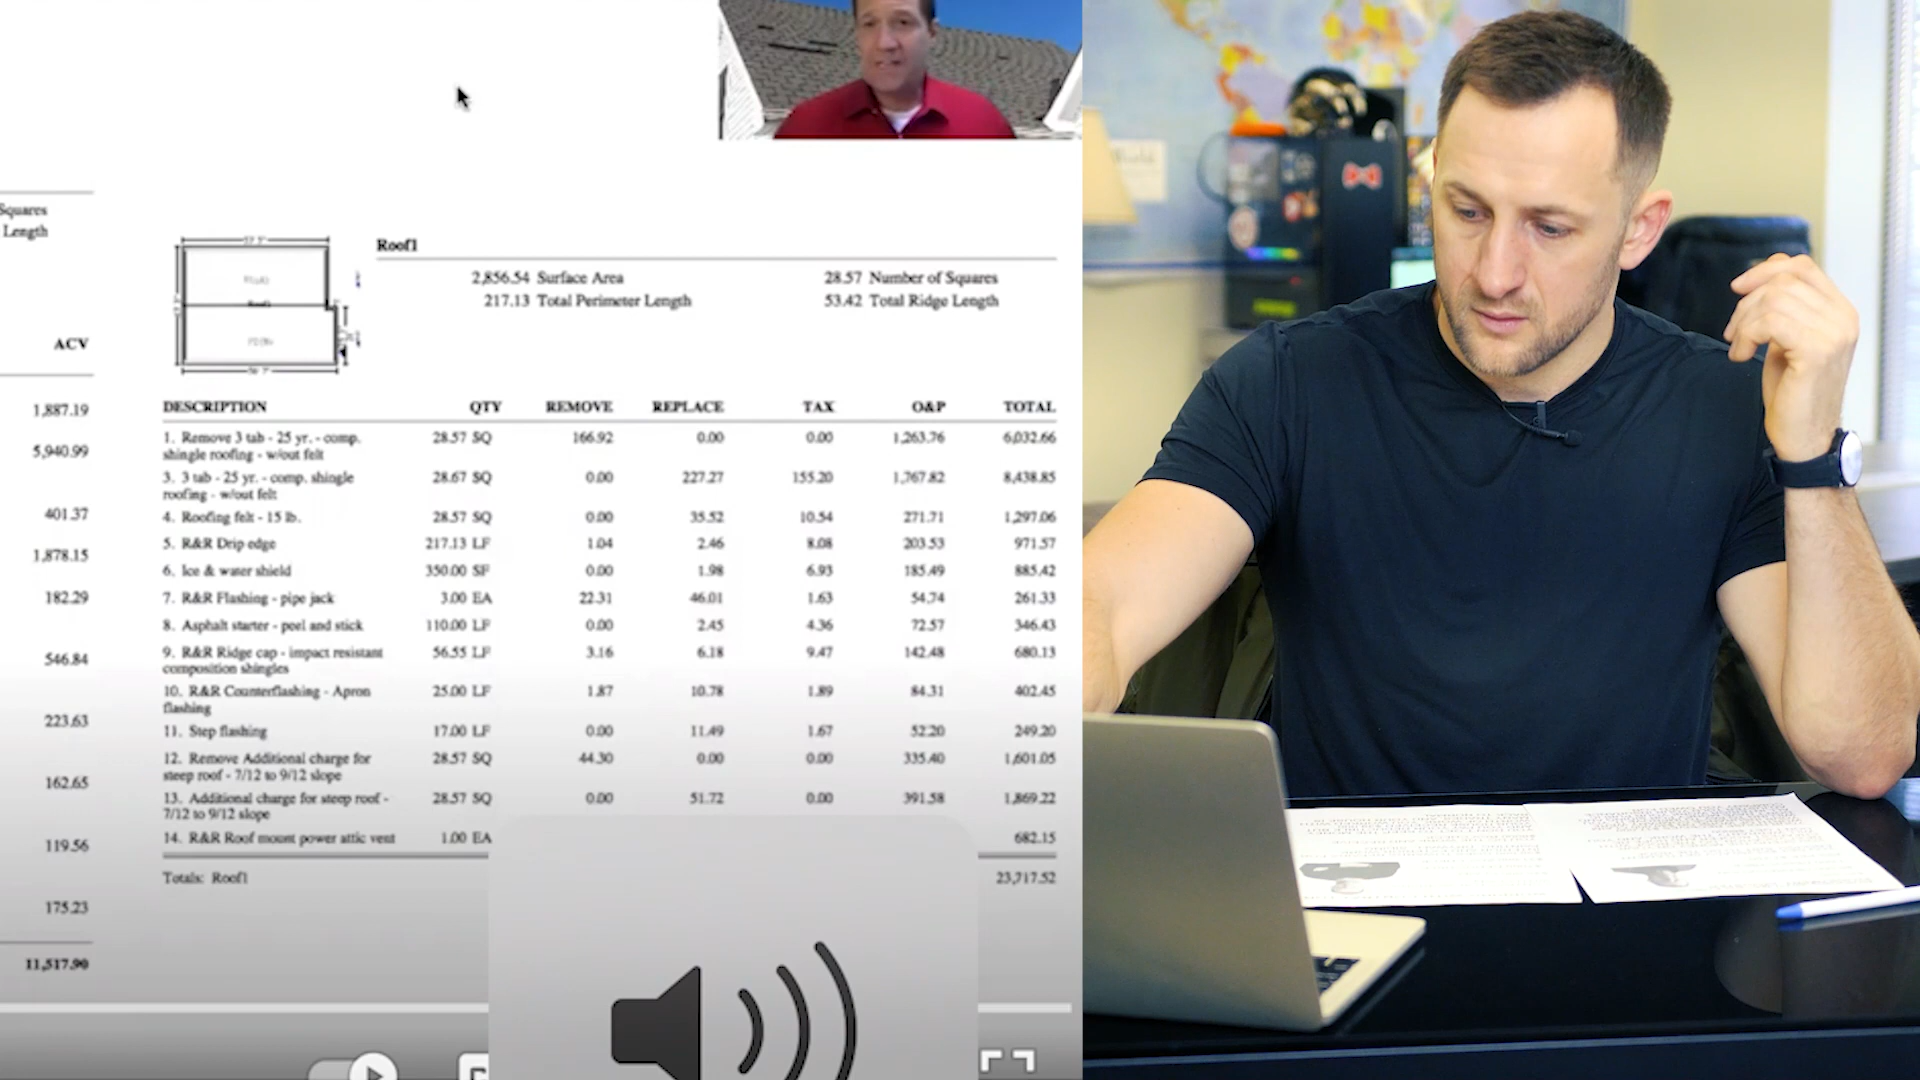 Squares
Length
ACV
1,887.19
5,940.99
401.37
1,878.15
182.29
546.84
223.63
162.65
119.56
175.23
11,517.90
Roof1
2,856.54 Surface Area 28.57 Number of Squares
217.13 Total Perimeter Length 53.42 Total Ridge Length
DESCRIPTION QTY REMOVE REPLACE TAX O&P TOTAL
1. Remove 3 tab - 25 yr. - comp. 28.57 SQ 166.92 0.00 0.00 1,263.76 6,032.66
shingle roofing - w/out felt
3. 3 tab - 25 yr. - comp. shingle 28.67 SQ 0.00 227.27 155.20 1,767.82 8,438.85
roofing - w/out felt
4. Roofing felt - 15 lb. 28.57 SQ 0.00 35.52 10.54 271.71 1,297.06
5. R&R Drip edge 217.13 LF 1.04 2.46 8.08 203.53 971.57
6. Ice & water shield 350.00 SF 0.00 1.98 6.93 185.49 885.42
7. R&R Flashing - pipe jack 3.00 EA 22.31 46.01 1.63 54.74 261.33
8. Asphalt starter - peel and stick 110.00 LF 0.00 2.45 4.36 72.57 346.43
9. R&R Ridge cap - impact resistant 56.55 LF 3.16 6.18 9.47 142.48 680.13
composition shingles
10. R&R Counterflashing - Apron 25.00 LF 1.87 10.78 1.89 84.31 402.45
flashing
11. Step flashing 17.00 LF 0.00 11.49 1.67 52.20 249.20
12. Remove Additional charge for 28.57 SQ 44.30 0.00 0.00 335.40 1,601.05
steep roof - 7/12 to 9/12 slope
13. Additional charge for steep roof - 28.57 SQ 0.00 51.72 0.00 391.58 1,869.22
7/12 to 9/12 slope
14. R&R Roof mount power attic vent 1.00 EA 682.15
Totals: Roof1 23,717.52